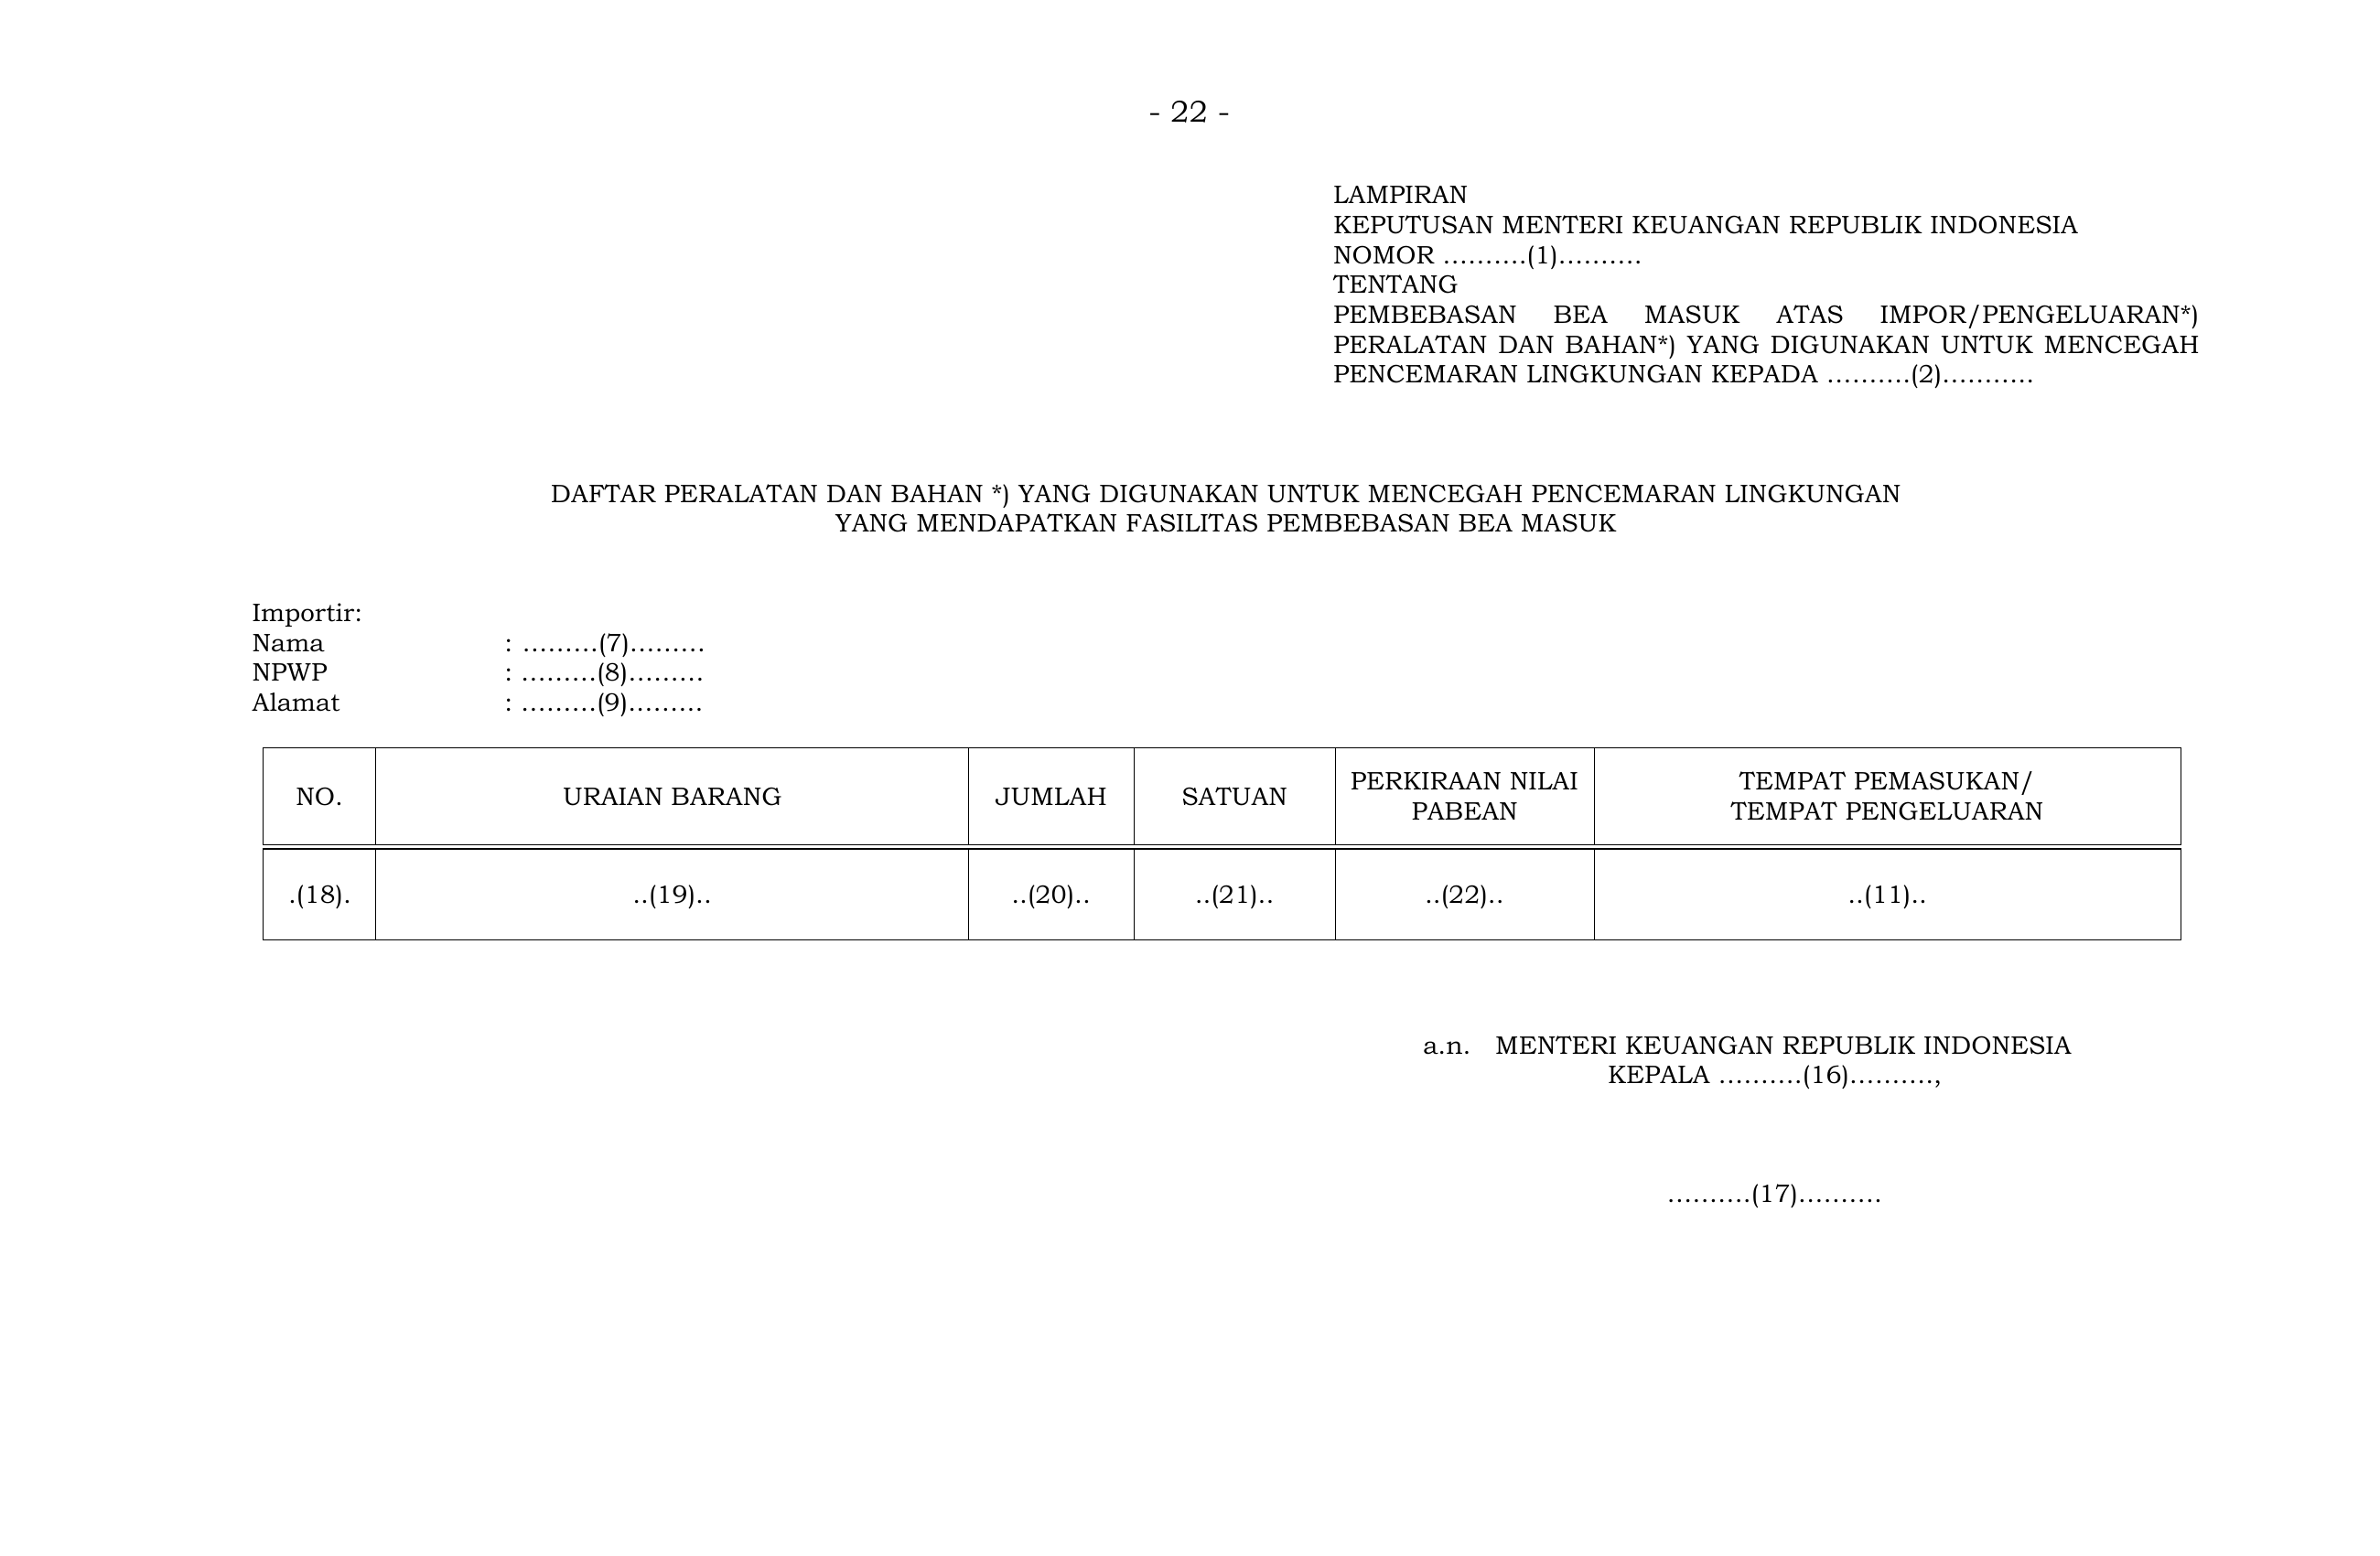 - 22 -
LAMPIRAN
KEPUTUSAN MENTERI KEUANGAN REPUBLIK INDONESIA
NOMOR ..........(1)..........
TENTANG
PEMBEBASAN BEA MASUK ATAS IMPOR/PENGELUARAN*)
PERALATAN DAN BAHAN*) YANG DIGUNAKAN UNTUK MENCEGAH
PENCEMARAN LINGKUNGAN KEPADA ..........(2)...........
DAFTAR PERALATAN DAN BAHAN *) YANG DIGUNAKAN UNTUK MENCEGAH PENCEMARAN LINGKUNGAN
YANG MENDAPATKAN FASILITAS PEMBEBASAN BEA MASUK
Importir:
Nama : .........(7).........
NPWP : .........(8).........
Alamat : .........(9).........
NO. URAIAN BARANG JUMLAH SATUAN PERKIRAAN NILAI PABEAN TEMPAT PEMASUKAN/ TEMPAT PENGELUARAN
.(18). ..(19).. ..(20).. ..(21).. ..(22).. ..(11)..
a.n. MENTERI KEUANGAN REPUBLIK INDONESIA
KEPALA ..........(16)..........,
..........(17)..........